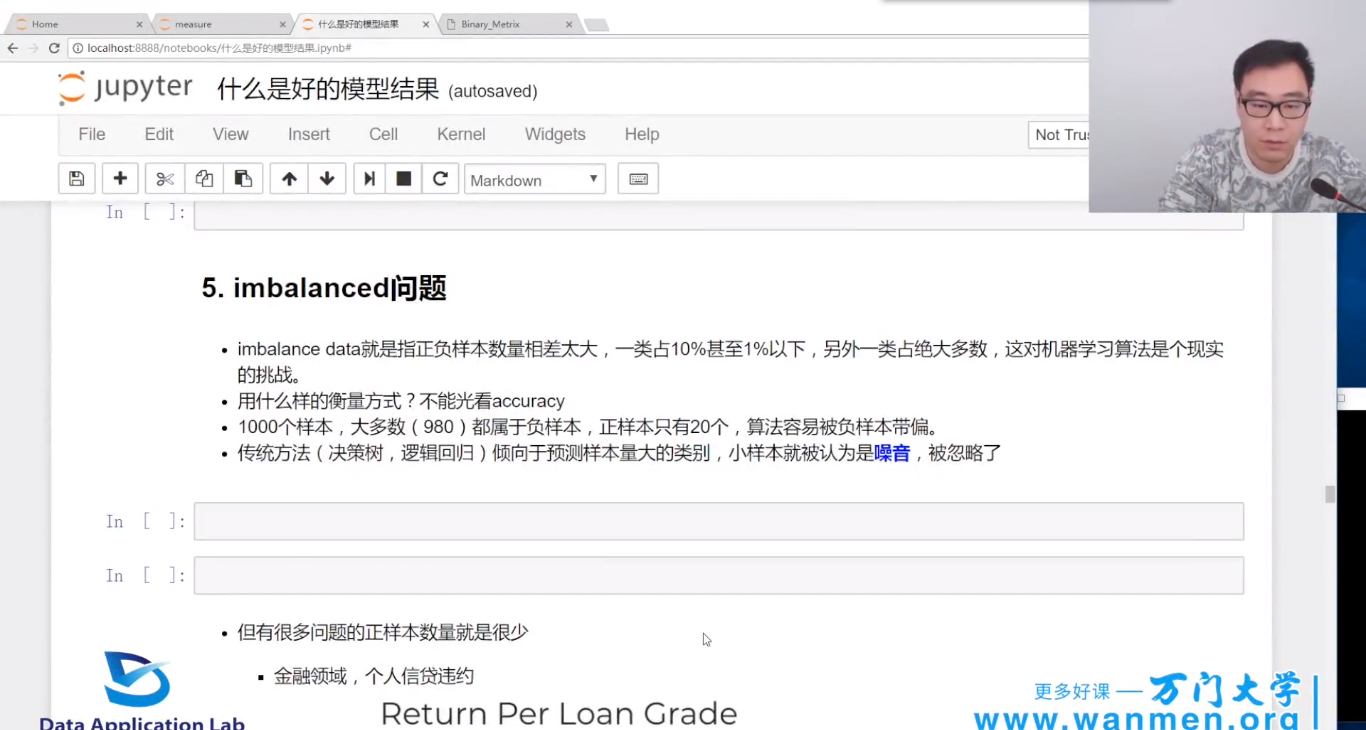 Home
measure
什么是好的模型结果
Binary_Metrix
localhost:8888/notebooks/什么是好的模型结果.ipynb#
jupyter 什么是好的模型结果 (autosaved)
File Edit View Insert Cell Kernel Widgets Help
Not Trus
Markdown
In [ ]:
5. imbalanced问题
imbalance data就是指正负样本数量相差太大，一类占10%甚至1%以下，另外一类占绝大多数，这对机器学习算法是个现实
的挑战。
用什么样的衡量方式？不能光看accuracy
1000个样本，大多数（980）都属于负样本，正样本只有20个，算法容易被负样本带偏。
传统方法（决策树，逻辑回归）倾向于预测样本量大的类别，小样本就被认为是噪音，被忽略了
In [ ]:
In [ ]:
但有很多问题的正样本数量就是很少
金融领域，个人信贷违约
Return Per Loan Grade
Data Application Lab
更多好课 — 万门大学
www.wanmen.org